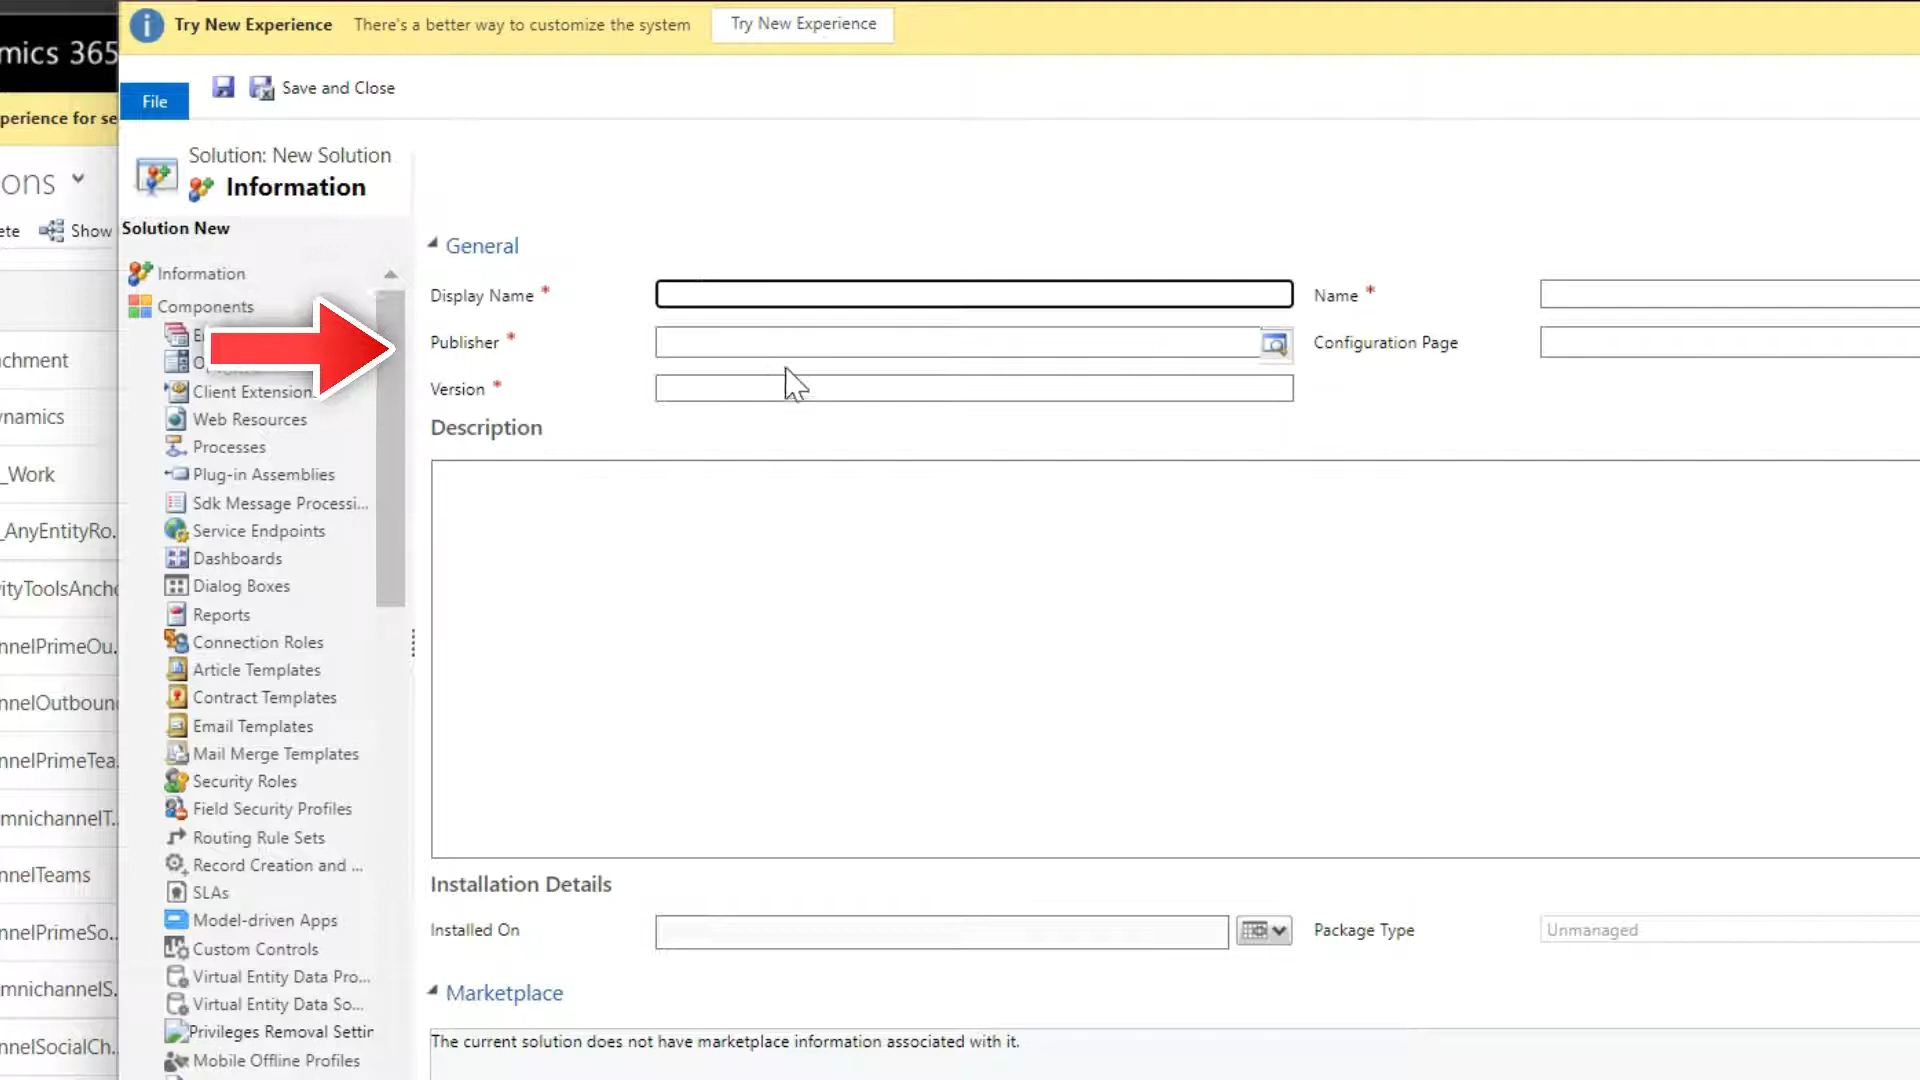 Try New Experience There's a better way to customize the system Try New Experience
mics 365
File Save and Close
perience for se
Solution: New Solution
Information
ons
ete Show
Solution New
General
Information
Display Name * Name *
Components
Publisher * Configuration Page
chment
Version *
Client Extension
ynamics
Web Resources
Description
Processes
_Work
Plug-in Assemblies
Sdk Message Processi...
_AnyEntityRo.
Service Endpoints
Dashboards
ityToolsAncho
Dialog Boxes
Reports
nnelPrimeOu.
Connection Roles
Article Templates
nnelOutboun
Contract Templates
Email Templates
nnelPrimeTea.
Mail Merge Templates
Security Roles
mnichannelT.
Field Security Profiles
Routing Rule Sets
nnelTeams
Record Creation and ...
Installation Details
SLAs
nnelPrimeSo..
Model-driven Apps
Installed On Package Type Unmanaged
Custom Controls
mnichannelS.
Virtual Entity Data Pro...
Marketplace
Virtual Entity Data So...
nnelSocialCh.
Privileges Removal Settin
The current solution does not have marketplace information associated with it.
Mobile Offline Profiles